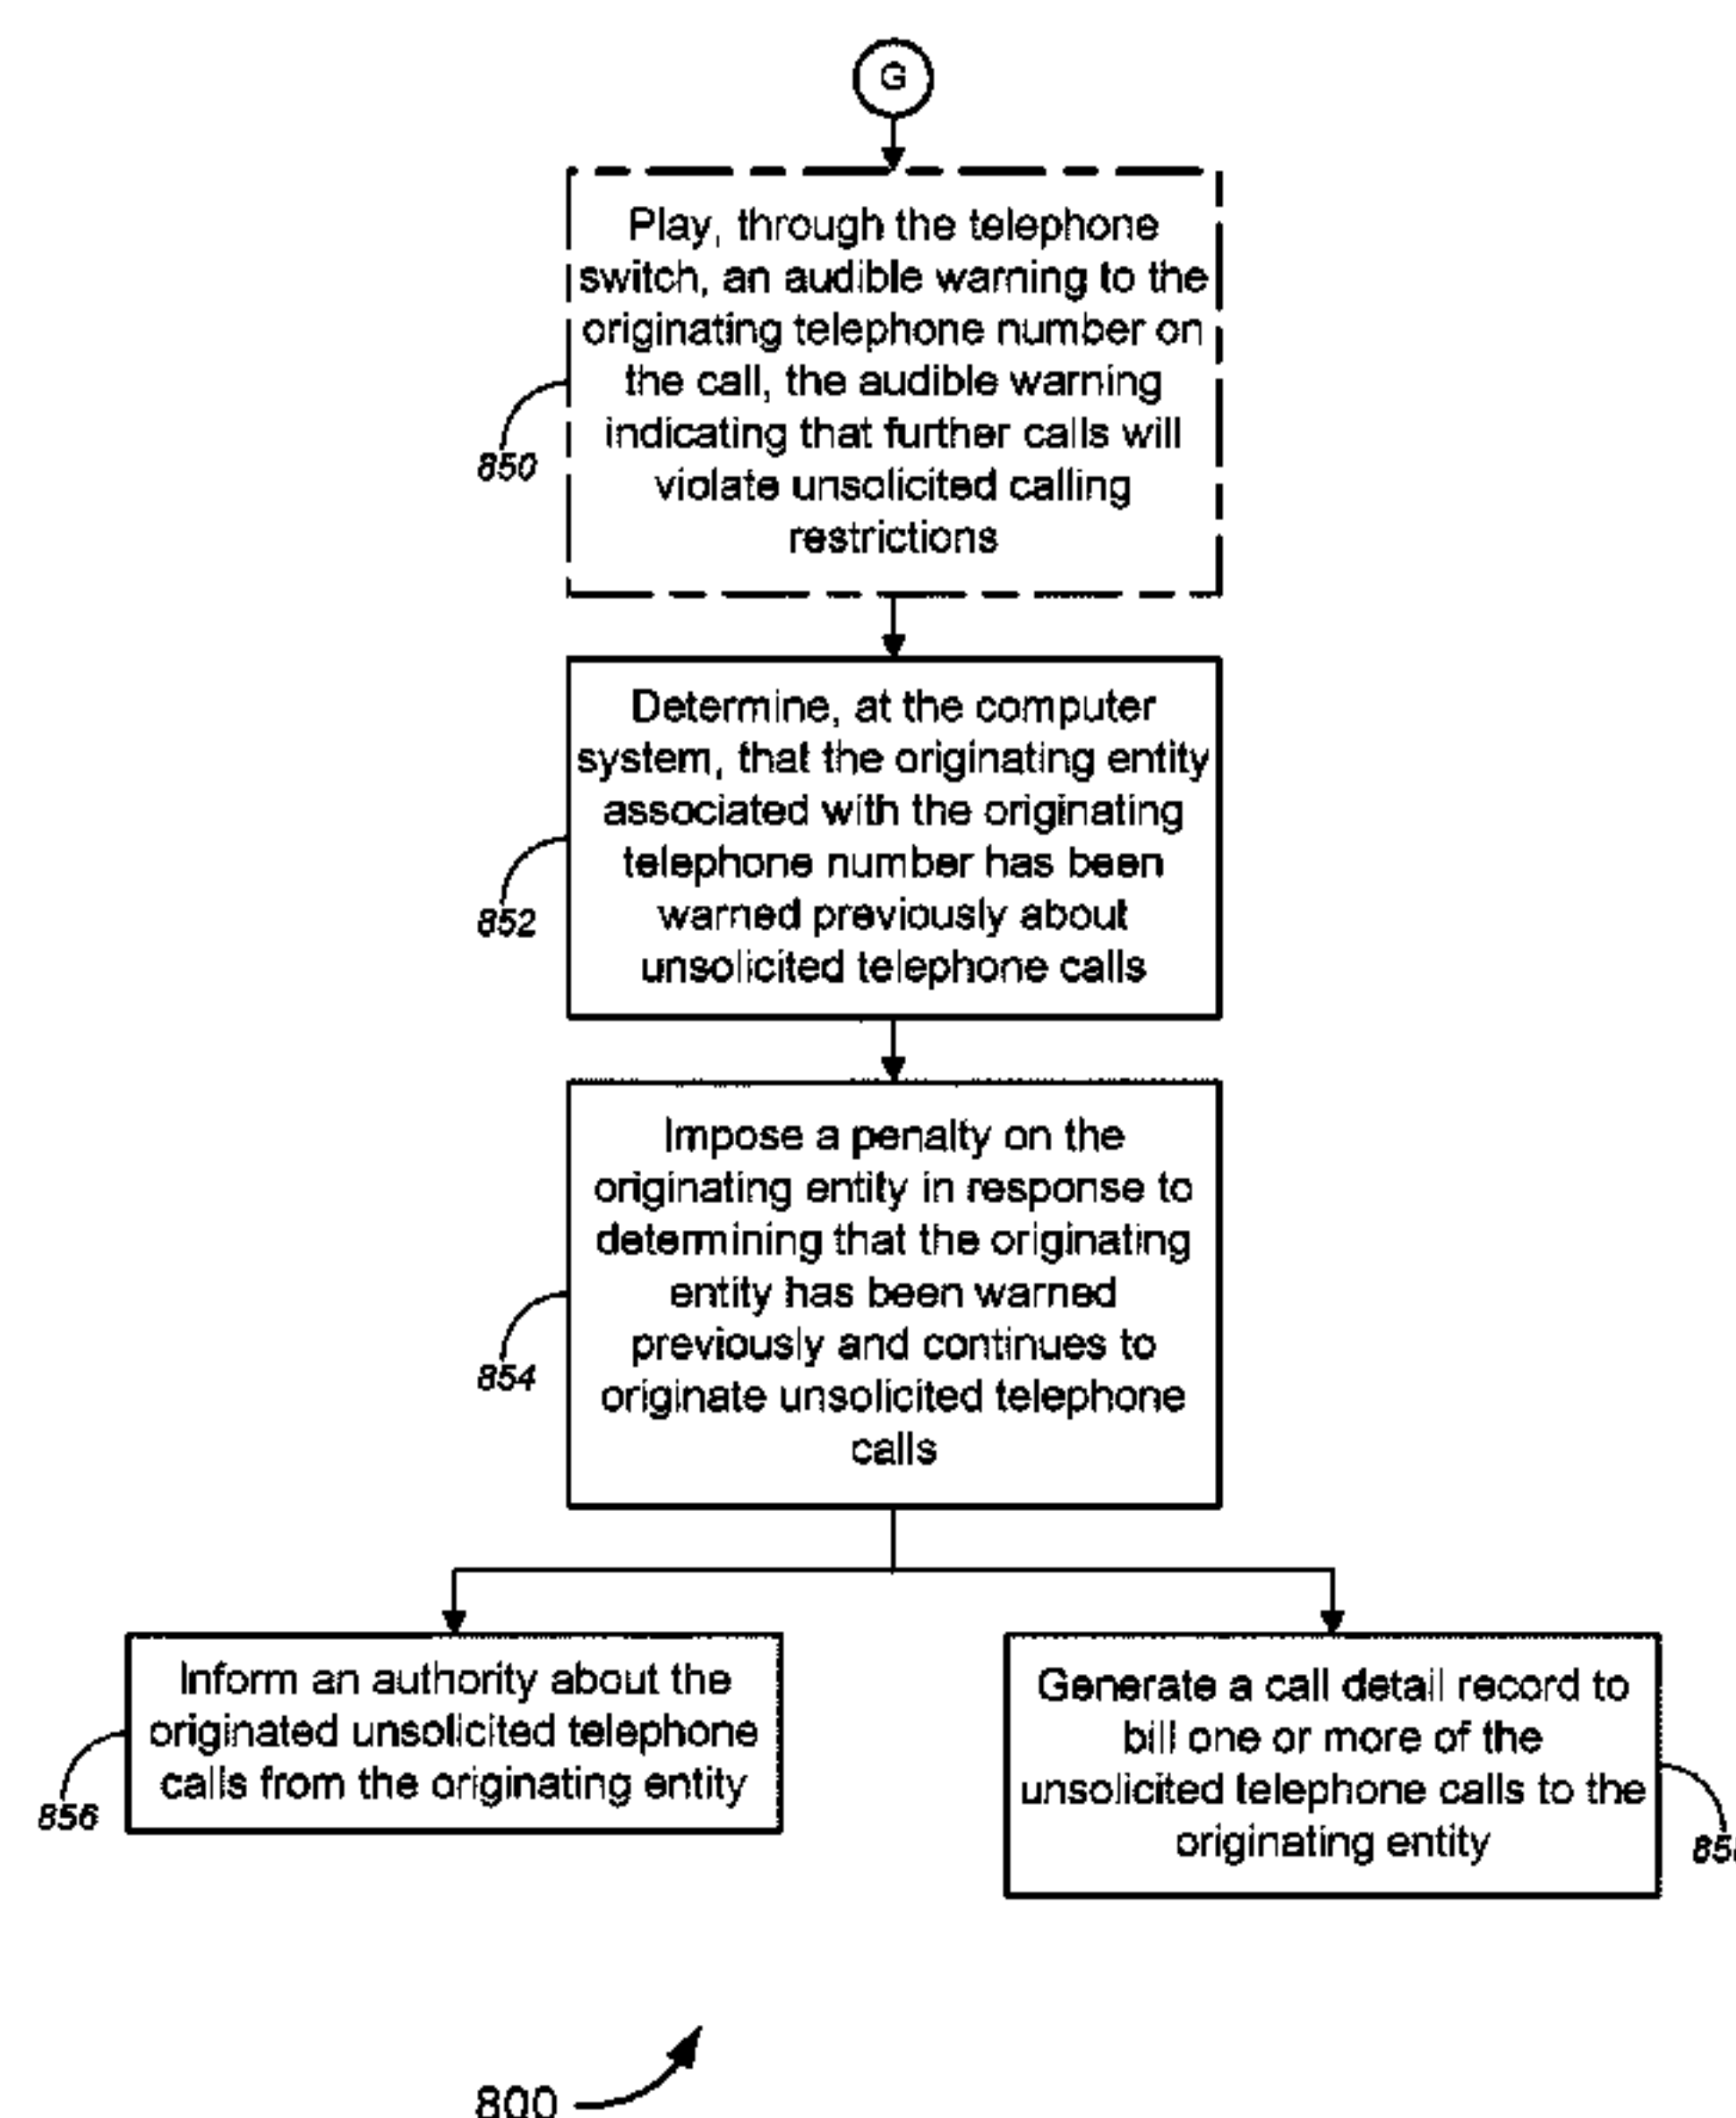 G
Play, through the telephone
switch, an audible warning to the
originating telephone number on
the call, the audible warning
indicating that further calls will
violate unsolicited calling
restrictions
850
Determine, at the computer
system, that the originating entity
associated with the originating
telephone number has been
warned previously about
unsolicited telephone calls
852
Impose a penalty on the
originating entity in response to
determining that the originating
entity has been warned
previously and continues to
originate unsolicited telephone
calls
854
Inform an authority about the
originated unsolicited telephone
calls from the originating entity
856
Generate a call detail record to
bill one or more of the
unsolicited telephone calls to the
originating entity
800